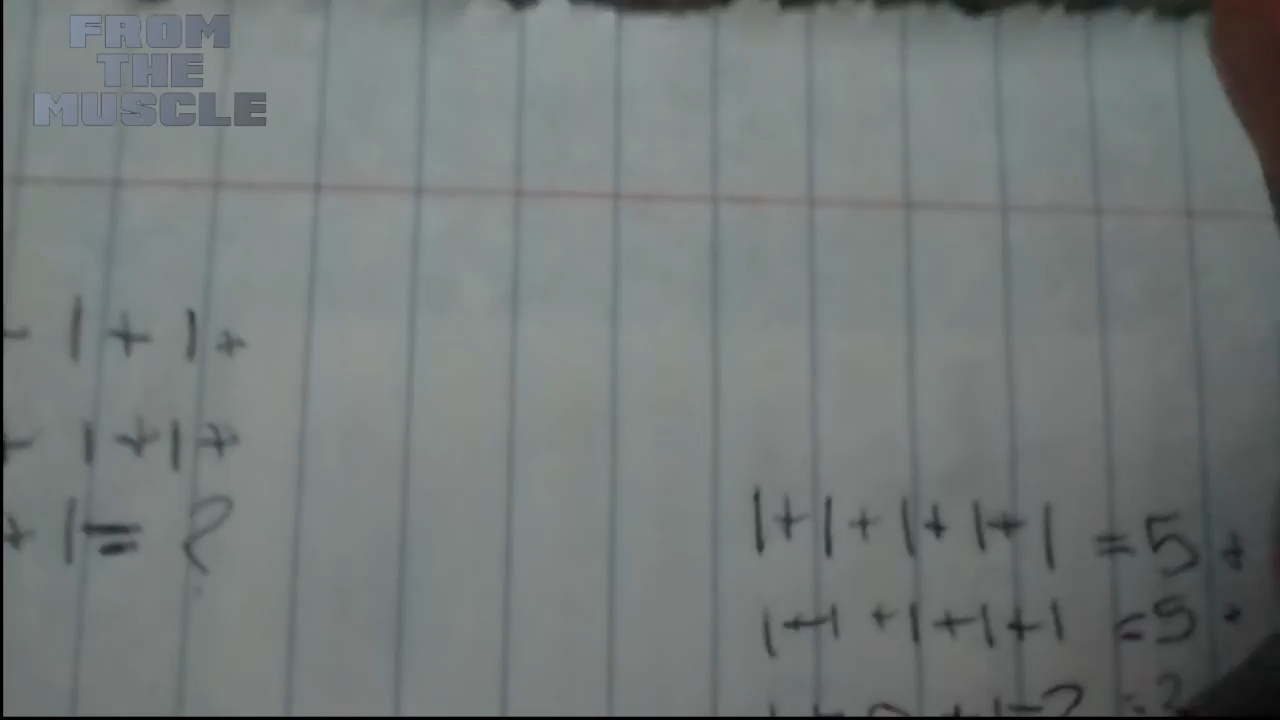 FROM
THE
MUSCLE
1 + 1 +
+ 1 + 1 +
+ 1 = ?
1 + 1 + 1 + 1 + 1 = 5 +
1 + 1 + 1 + 1 + 1 = 5 +